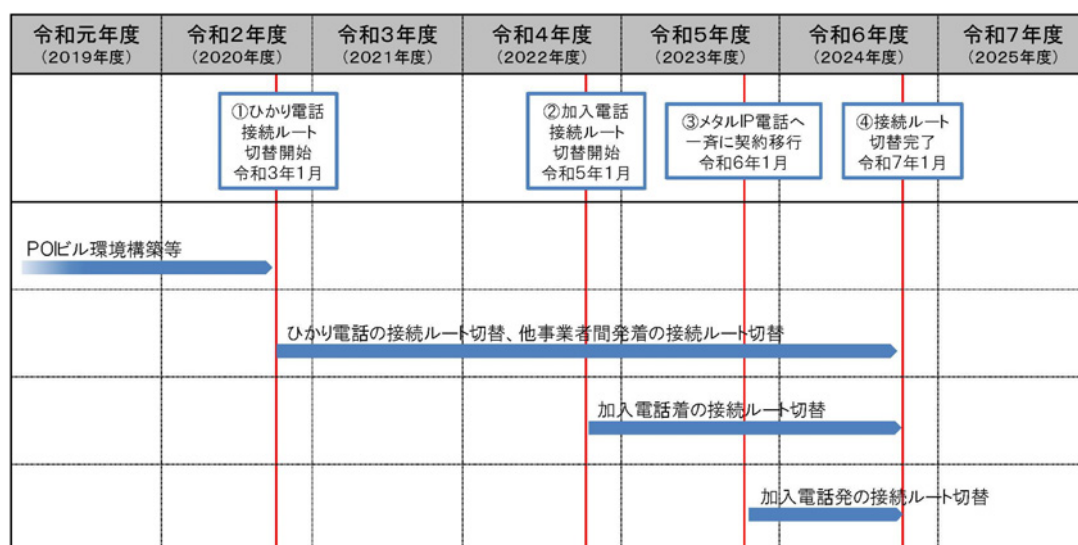 令和元年度
（2019年度）
令和2年度
（2020年度）
令和3年度
（2021年度）
令和4年度
（2022年度）
令和5年度
（2023年度）
令和6年度
（2024年度）
令和7年度
（2025年度）
①ひかり電話
接続ルート
切替開始
令和3年1月
②加入電話
接続ルート
切替開始
令和5年1月
③メタルIP電話へ
一斉に契約移行
令和6年1月
④接続ルート
切替完了
令和7年1月
POIビル環境構築等
ひかり電話の接続ルート切替、他事業者間発着の接続ルート切替
加入電話着の接続ルート切替
加入電話発の接続ルート切替